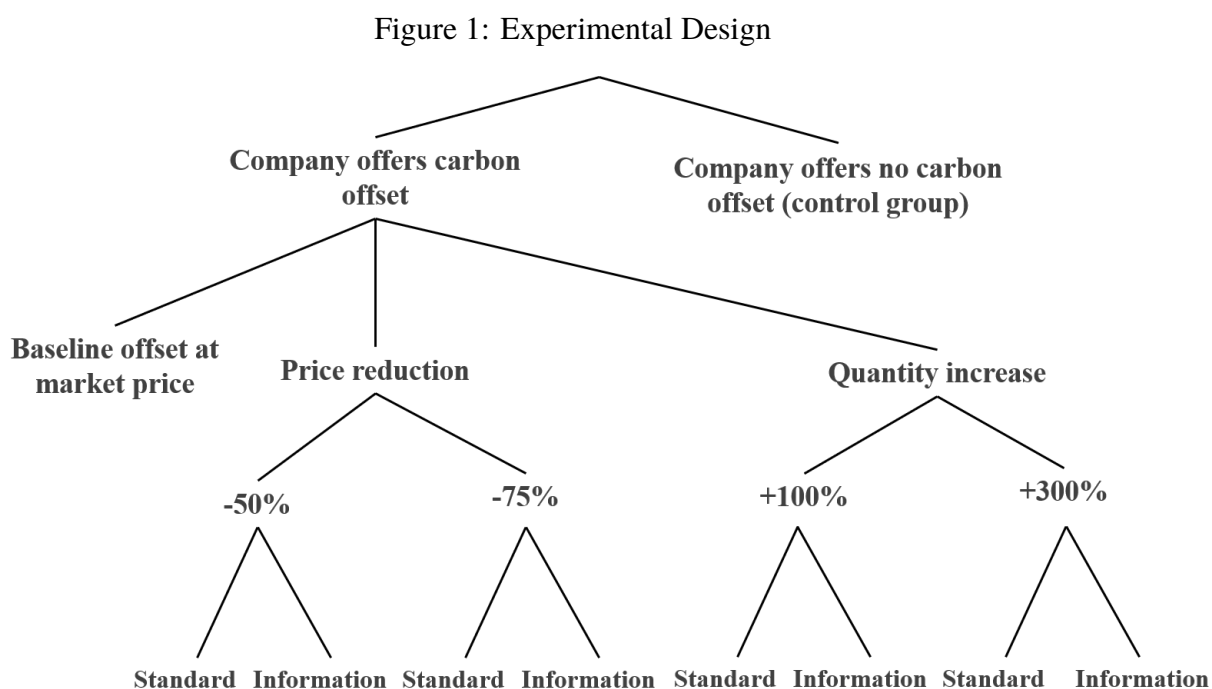 Figure 1: Experimental Design
Company offers carbon
offset
Company offers no carbon
offset (control group)
Baseline offset at
market price
Price reduction
Quantity increase
-50%
-75%
+100%
+300%
Standard Information Standard Information Standard Information Standard Information